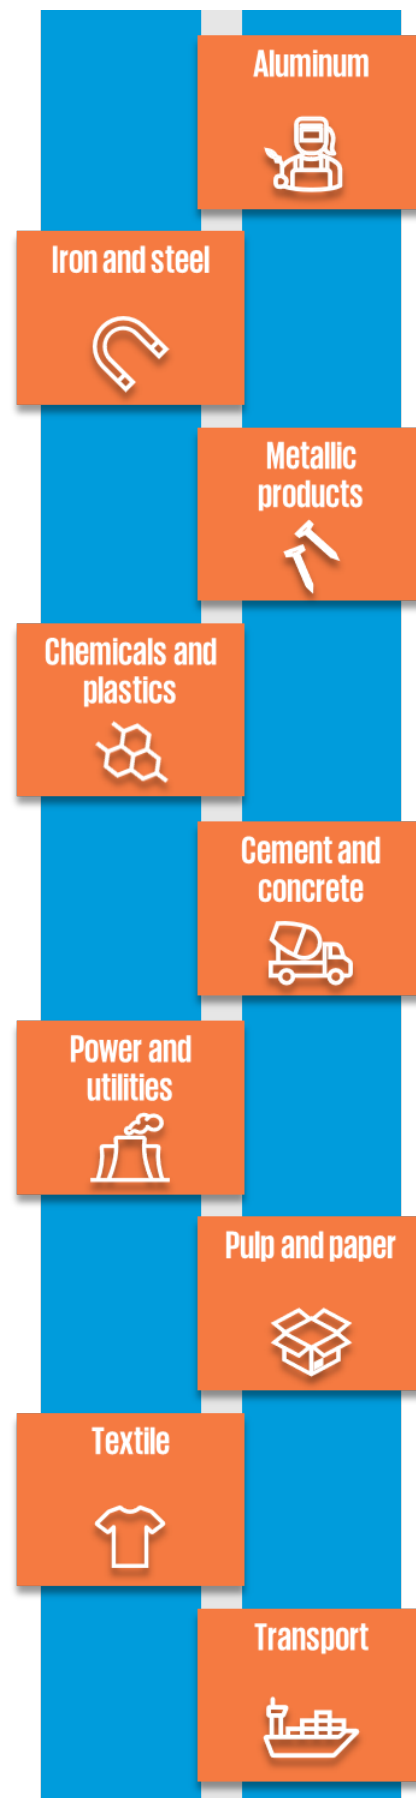 Aluminum
Iron and steel
Metallic
products
Chemicals and
plastics
Cement and
concrete
Power and
utilities
Pulp and paper
Textile
Transport